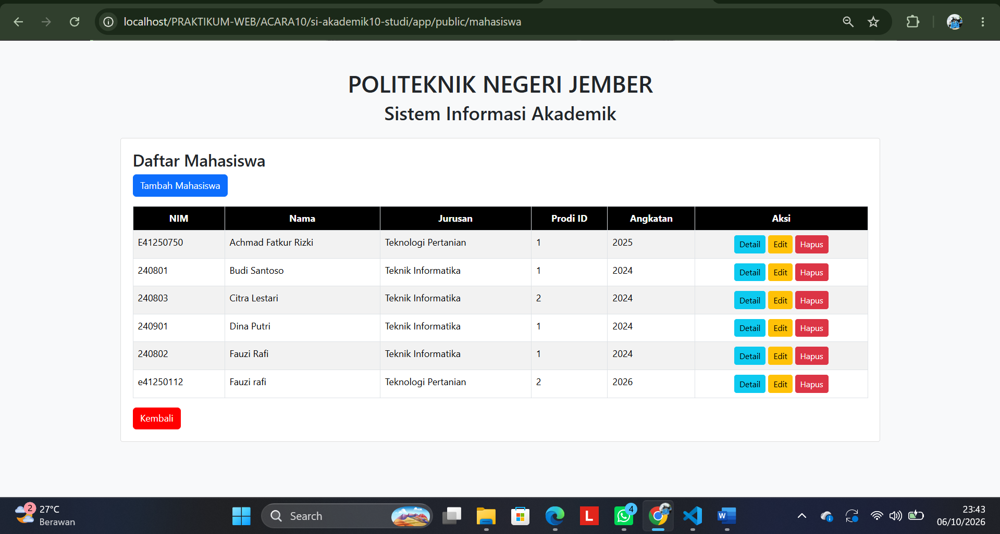 localhost/PRAKTIKUM-WEB/ACARA10/si-akademik10-studi/app/public/mahasiswa
POLITEKNIK NEGERI JEMBER
Sistem Informasi Akademik
Daftar Mahasiswa
Tambah Mahasiswa
NIM Nama Jurusan Prodi ID Angkatan Aksi
E41250750 Achmad Fatkur Rizki Teknologi Pertanian 1 2025 Detail Edit Hapus
240801 Budi Santoso Teknik Informatika 1 2024 Detail Edit Hapus
240803 Citra Lestari Teknik Informatika 2 2024 Detail Edit Hapus
240901 Dina Putri Teknik Informatika 1 2024 Detail Edit Hapus
240802 Fauzi Rafi Teknik Informatika 1 2024 Detail Edit Hapus
e41250112 Fauzi rafi Teknologi Pertanian 2 2026 Detail Edit Hapus
Kembali
2 27°C
Berawan
Search
L
4
W
23:43
06/10/2026